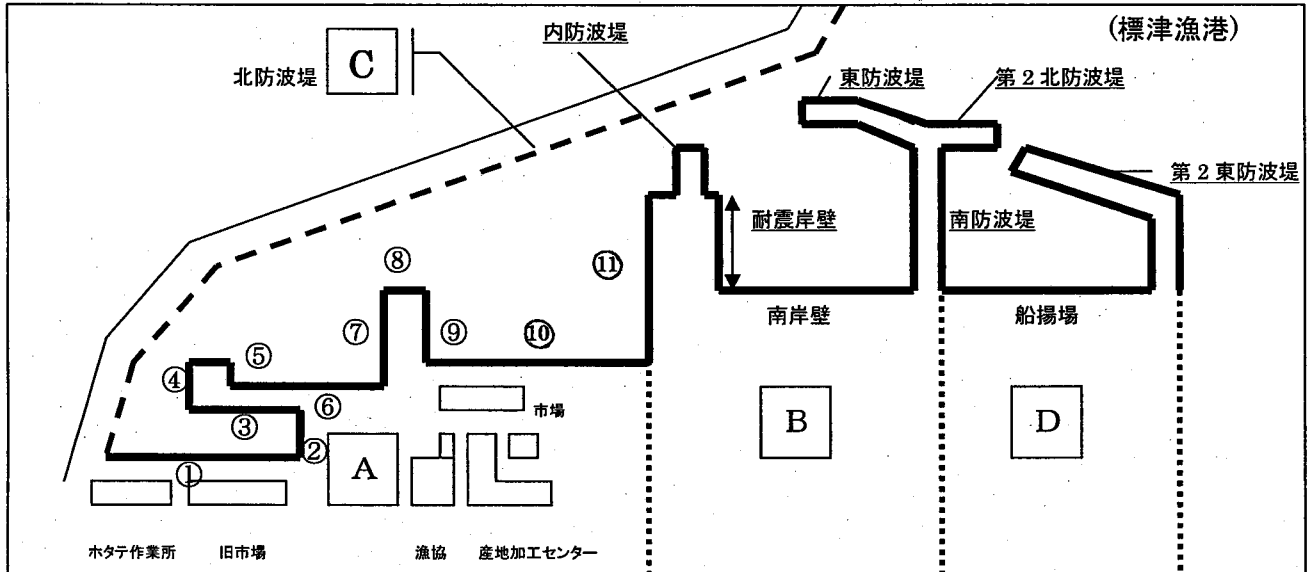 (標津漁港)
内防波堤
北防波堤
C
東防波堤
第2北防波堤
第2東防波堤
耐震岸壁
南防波堤
⑧
⑪
⑦
⑨
⑩
南岸壁
船揚場
⑤
④
⑥
③
市場
②
A
B
D
①
ホタテ作業所
旧市場
漁協
産地加工センター